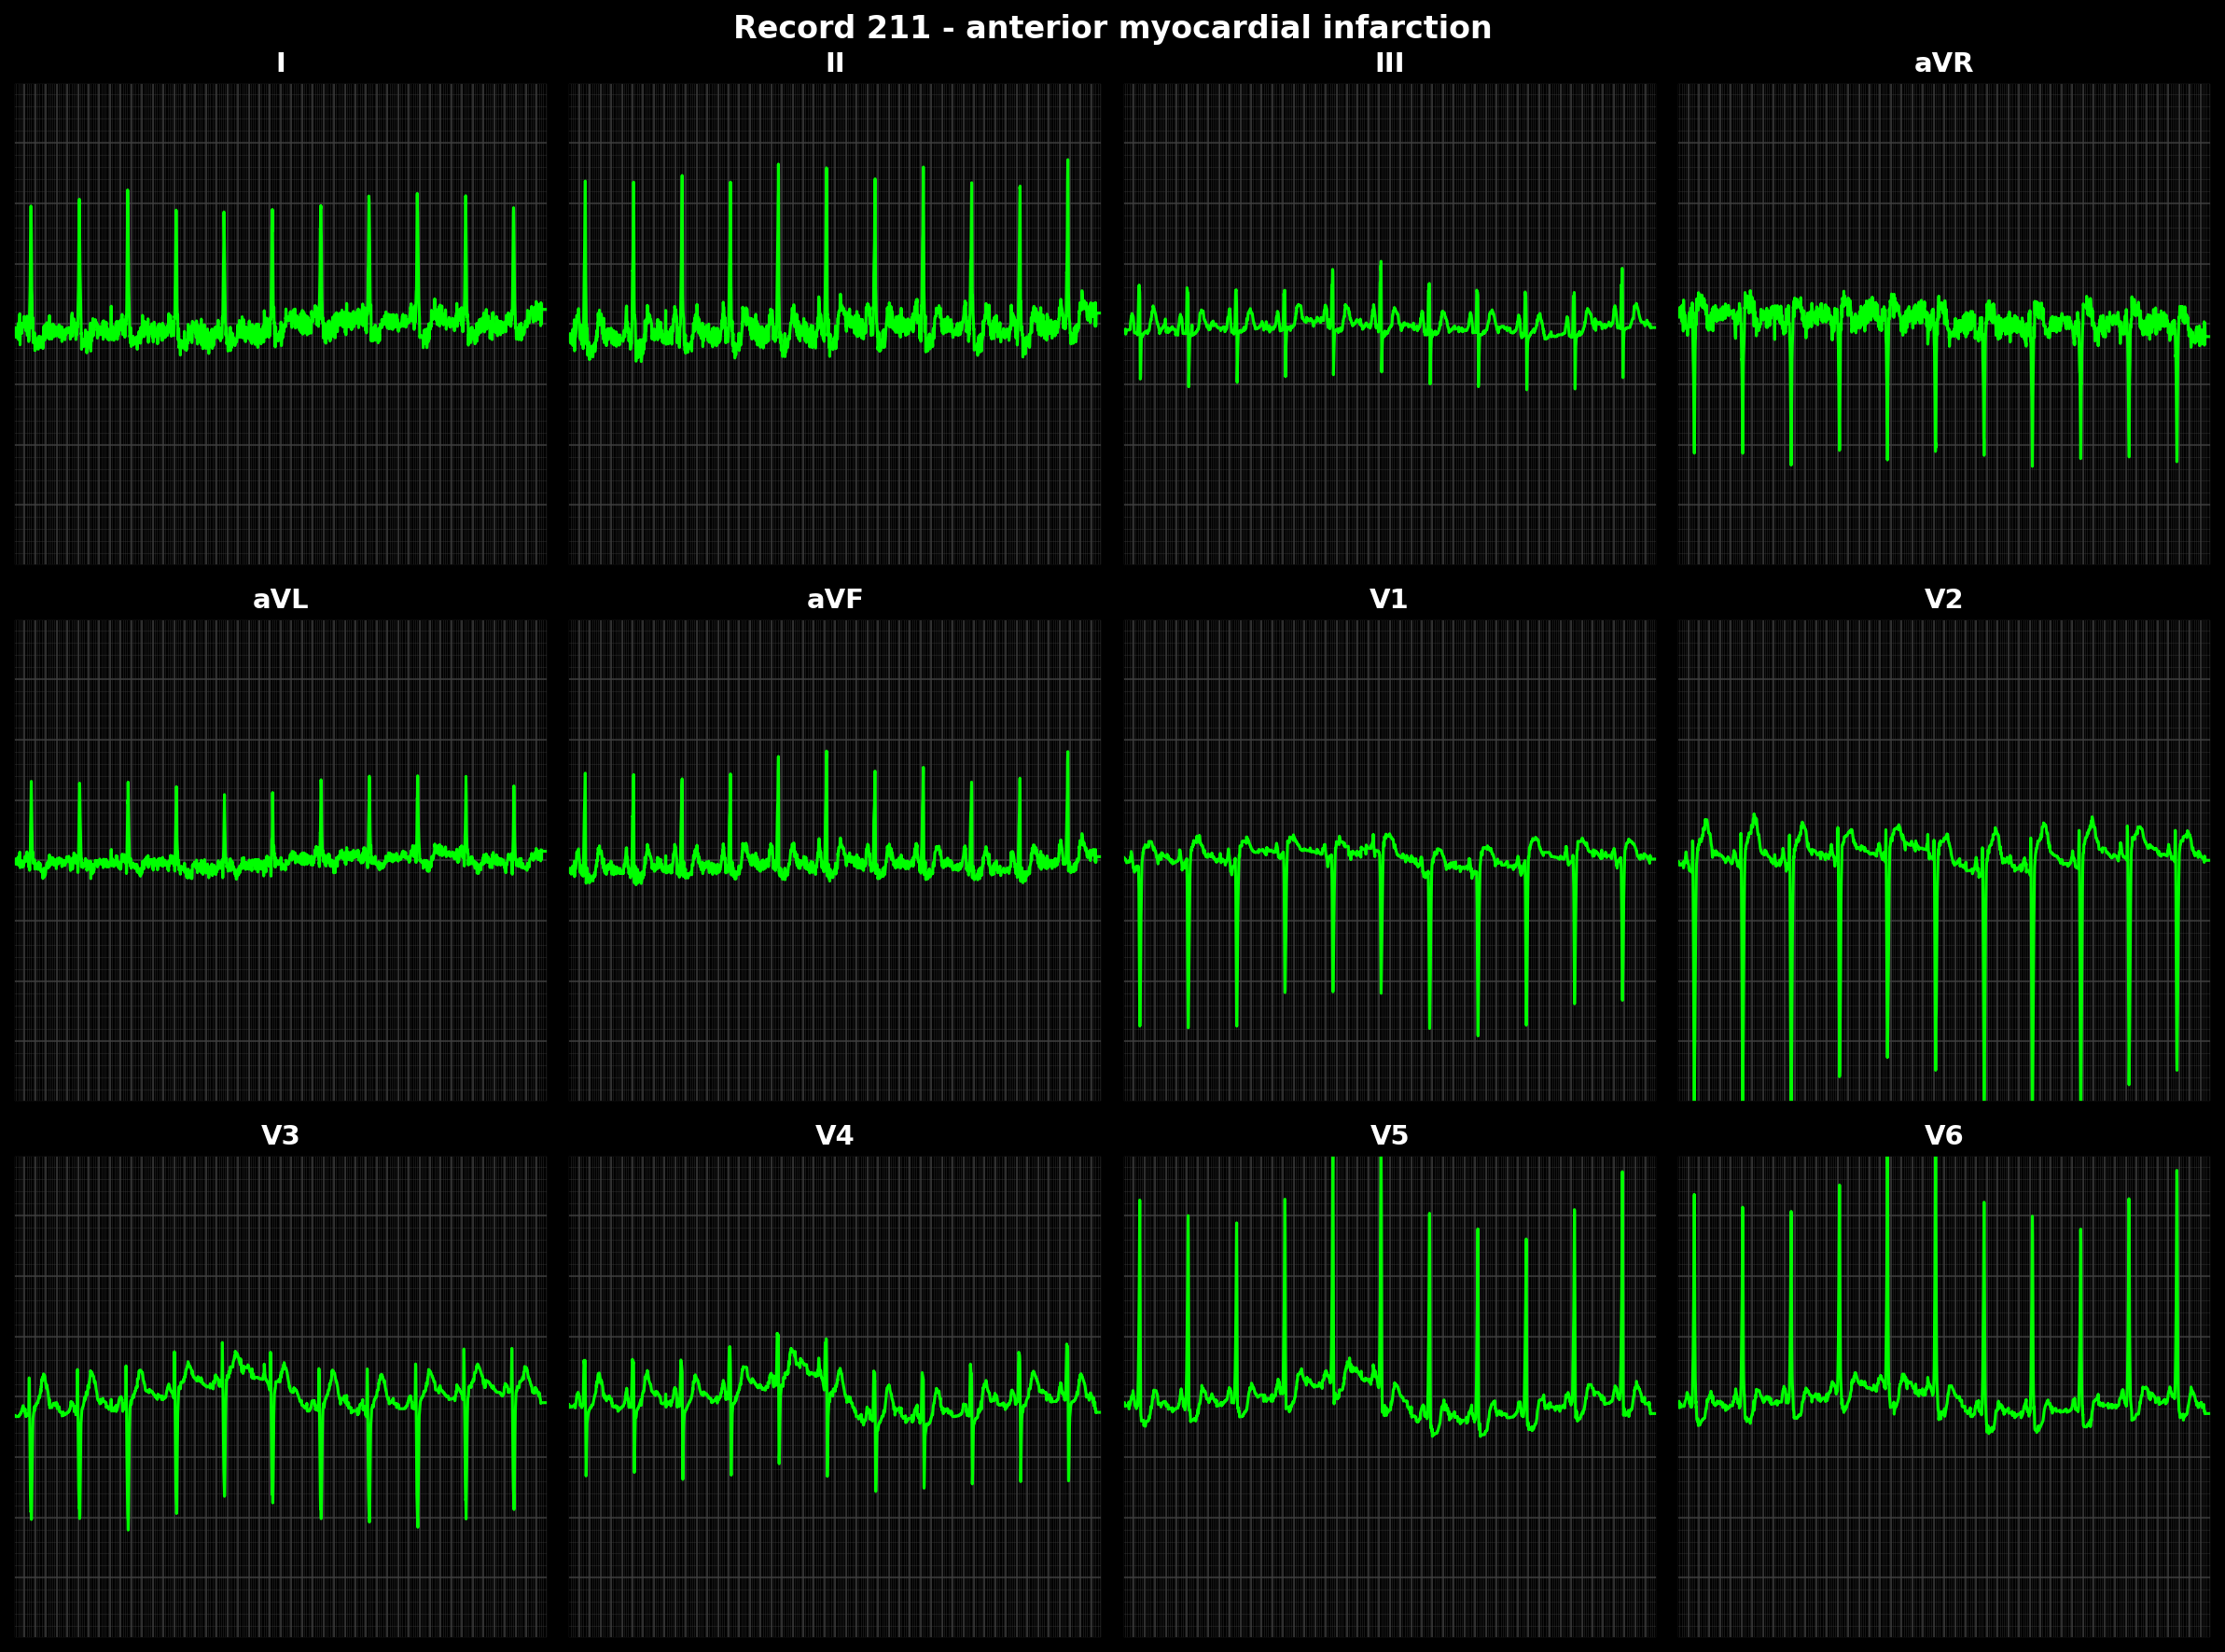 Record 211 - anterior myocardial infarction
I II III aVR
aVL aVF V1 V2
V3 V4 V5 V6